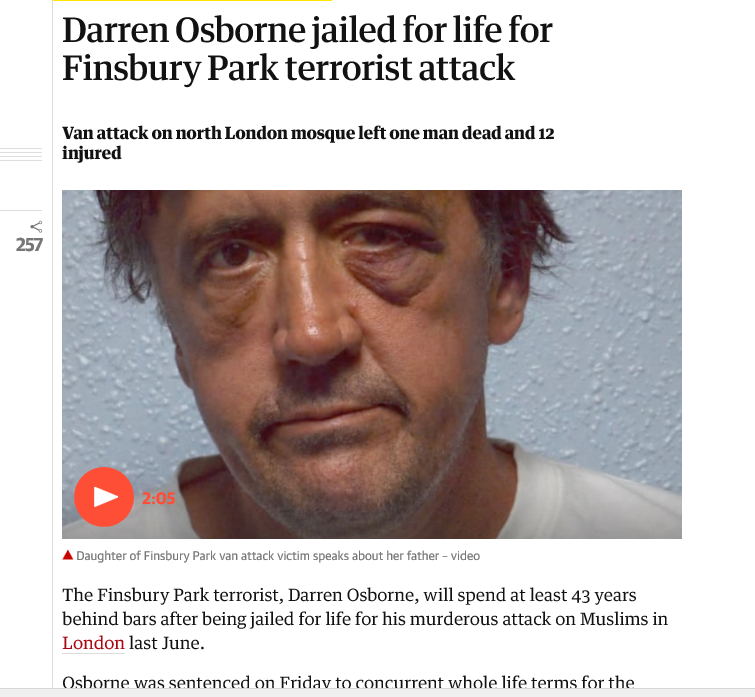 Darren Osborne jailed for life for
Finsbury Park terrorist attack
Van attack on north London mosque left one man dead and 12
injured
257
2:05
Daughter of Finsbury Park van attack victim speaks about her father – video
The Finsbury Park terrorist, Darren Osborne, will spend at least 43 years
behind bars after being jailed for life for his murderous attack on Muslims in
London last June.
Osborne was sentenced on Friday to concurrent whole life terms for the